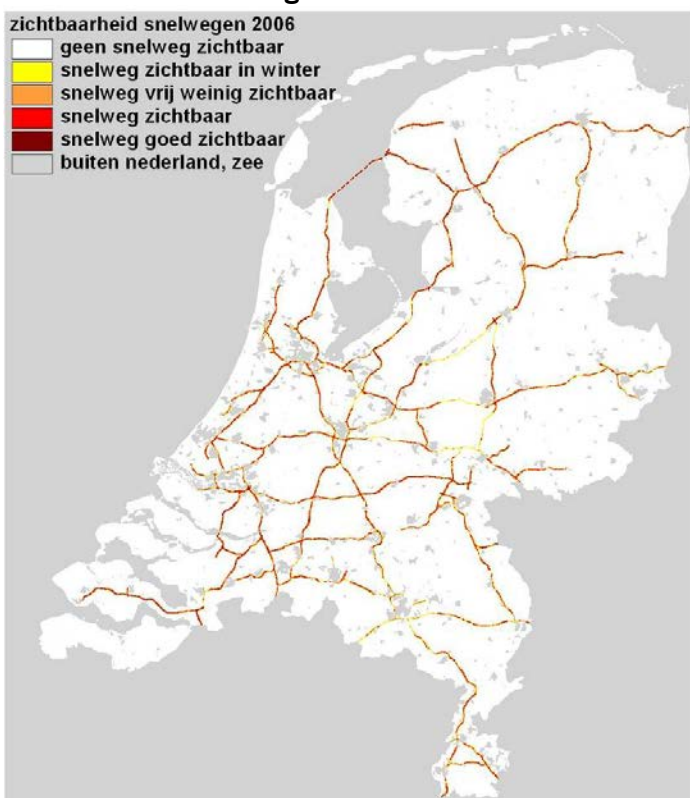 zichtbaarheid snelwegen 2006
geen snelweg zichtbaar
snelweg zichtbaar in winter
snelweg vrij weinig zichtbaar
snelweg zichtbaar
snelweg goed zichtbaar
buiten nederland, zee